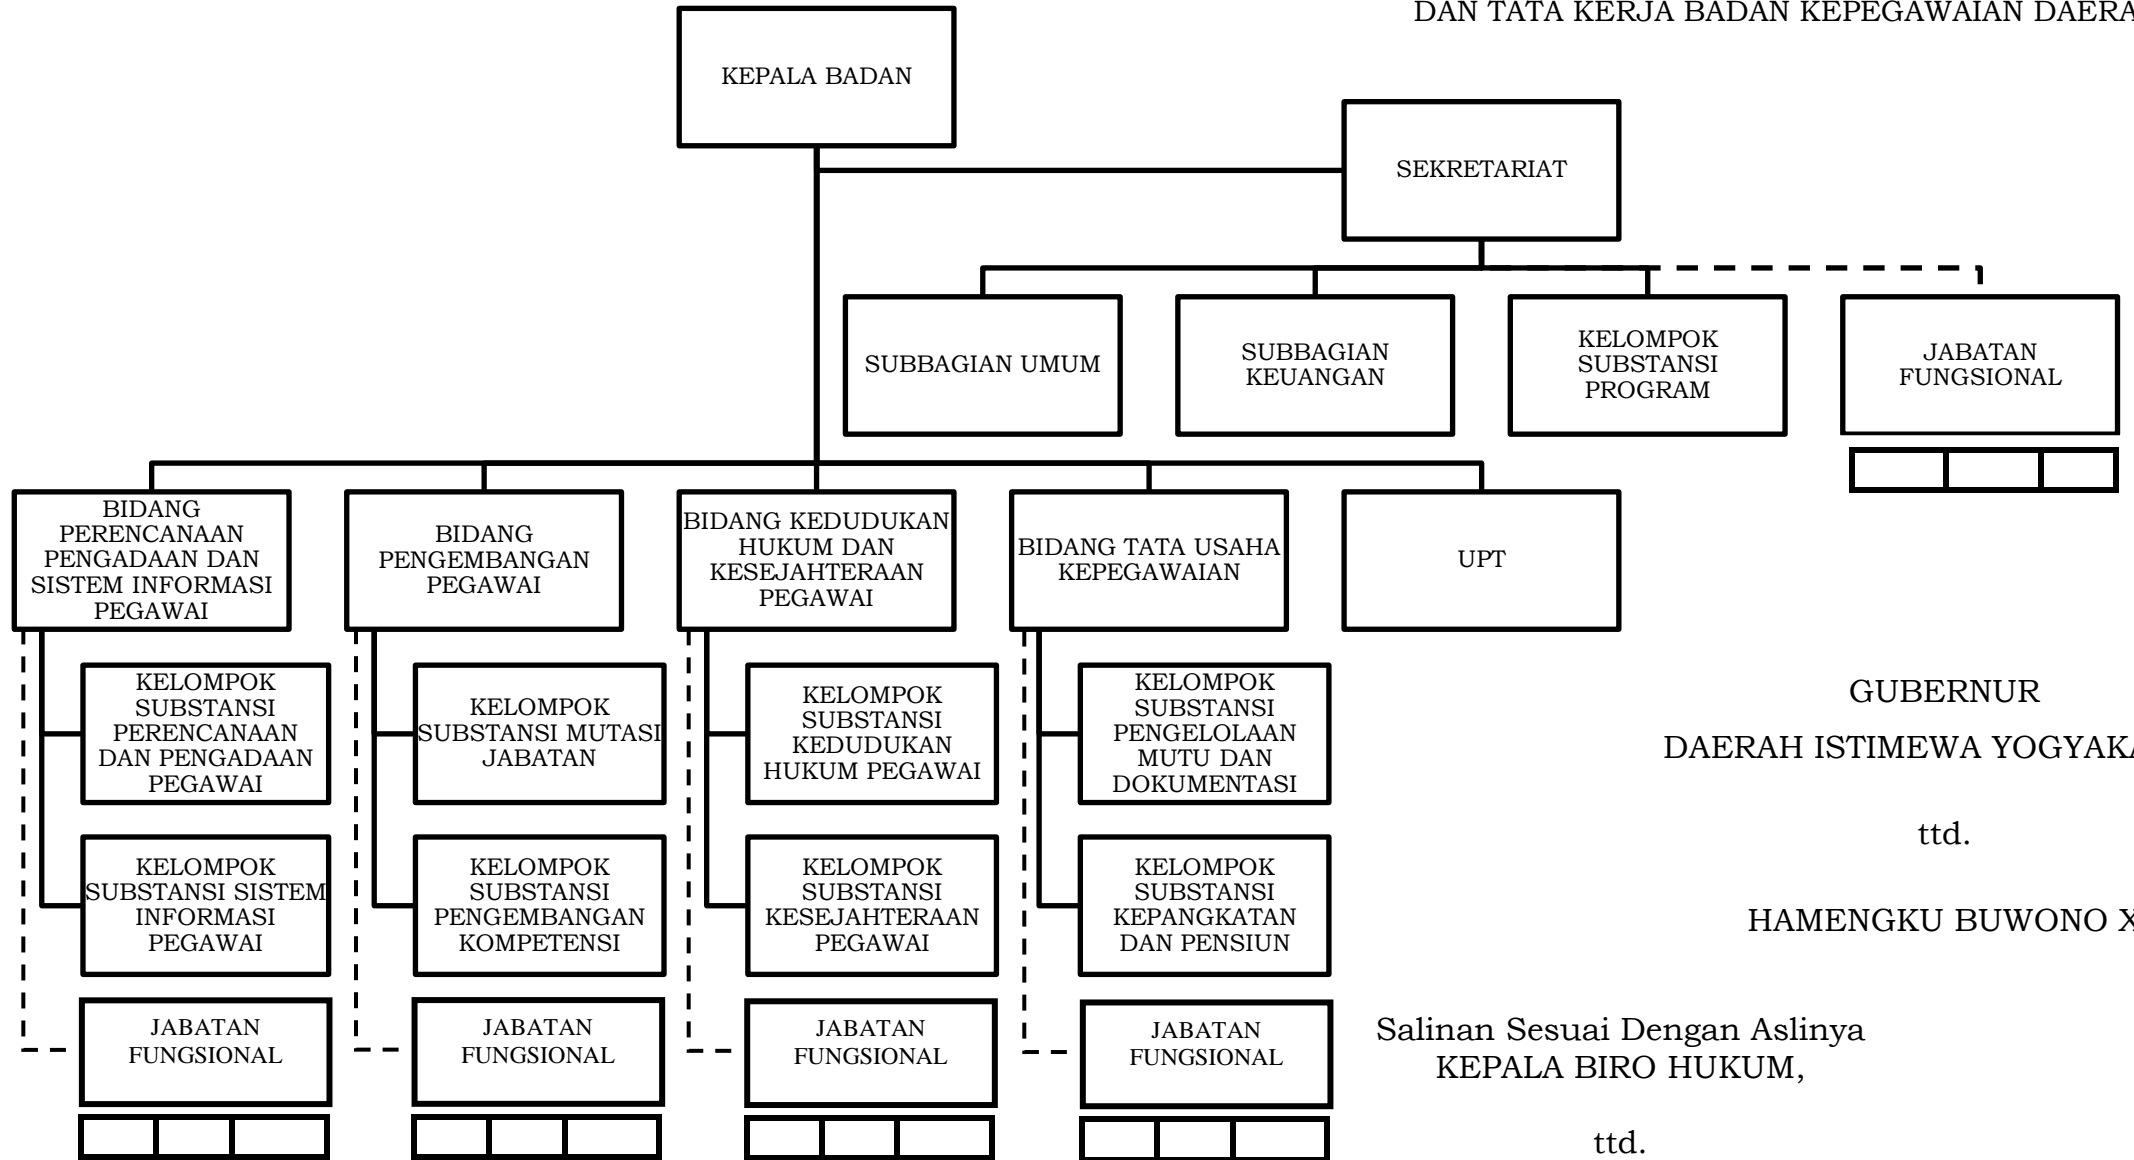 DAN TATA KERJA BADAN KEPEGAWAIAN
KEPALA BADAN
SEKRETARIAT
SUBBAGIAN UMUM
SUBBAGIAN
KEUANGAN
KELOMPOK
SUBSTANSI
PROGRAM
JABATAN
FUNGSIONAL
BIDANG
PERENCANAAN
PENGADAAN DAN
SISTEM INFORMASI
PEGAWAI
BIDANG
PENGEMBANGAN
PEGAWAI
BIDANG KEDUDUKAN
HUKUM DAN
KESEJAHTERAAN
PEGAWAI
BIDANG TATA USAHA
KEPEGAWAIAN
UPT
KELOMPOK
SUBSTANSI
PERENCANAAN
DAN PENGADAAN
PEGAWAI
KELOMPOK
SUBSTANSI MUTASI
JABATAN
KELOMPOK
SUBSTANSI
KEDUDUKAN
HUKUM PEGAWAI
KELOMPOK
SUBSTANSI
PENGELOLAAN
MUTU DAN
DOKUMENTASI
KELOMPOK
SUBSTANSI SISTEM
INFORMASI
PEGAWAI
KELOMPOK
SUBSTANSI
PENGEMBANGAN
KOMPETENSI
KELOMPOK
SUBSTANSI
KESEJAHTERAAN
PEGAWAI
KELOMPOK
SUBSTANSI
KEPANGKATAN
DAN PENSIUN
JABATAN
FUNGSIONAL
JABATAN
FUNGSIONAL
JABATAN
FUNGSIONAL
JABATAN
FUNGSIONAL
GUBERNUR
DAERAH ISTIMEWA
ttd.
HAMENGKU BUWONO X
Salinan Sesuai Dengan Aslinya
KEPALA BIRO HUKUM,
ttd.